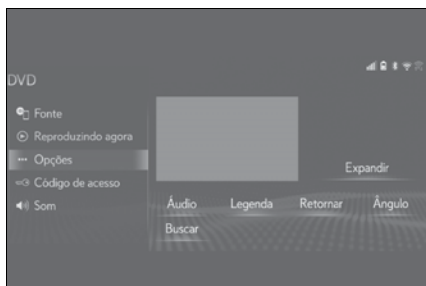 DVD
Fonte
Reproduzindo agora
Opções
Código de acesso
Som
Expandir
Áudio Legenda Retornar Ângulo
Buscar